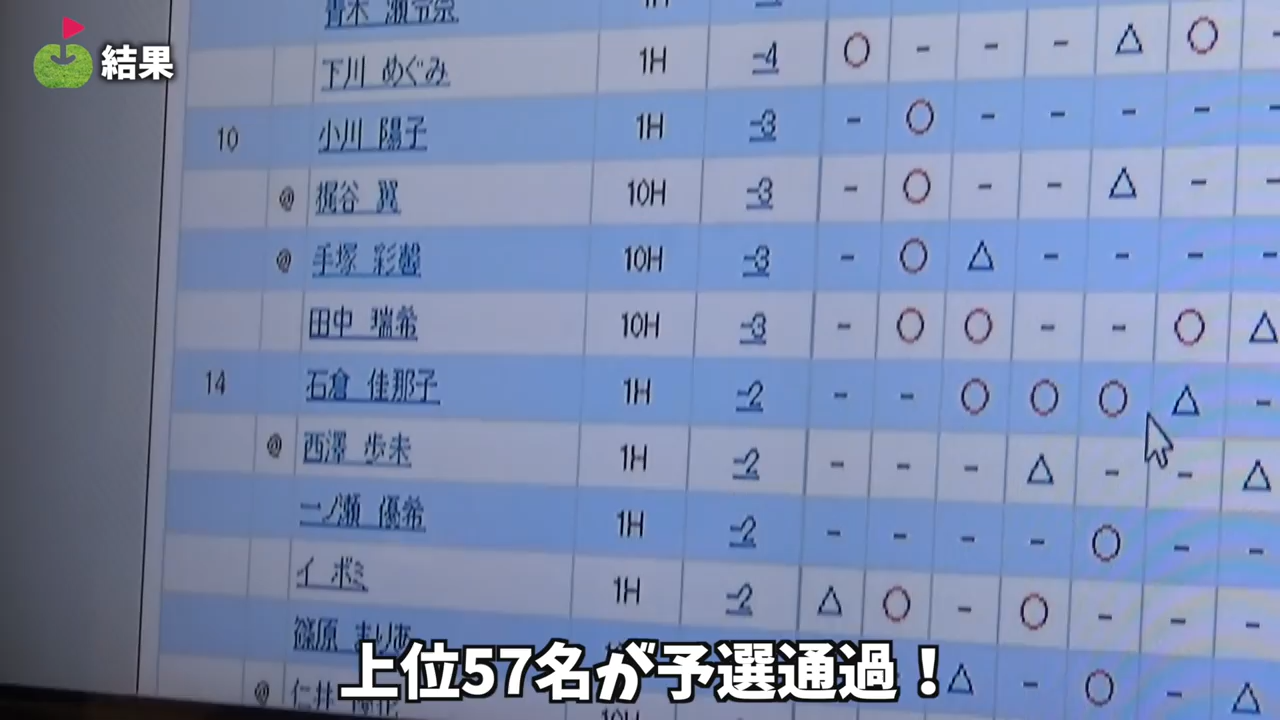 結果
青木 瀬令奈 1H
下川 めぐみ 1H -4 ○ - - - △ ○ -
10 小川 陽子 1H -3 - ○ - - - - -
@ 梶谷 翼 10H -3 - ○ - - △ - -
@ 手塚 彩馨 10H -3 - ○ △ - - - -
田中 瑞希 10H -3 - ○ ○ - - ○ △
14 石倉 佳那子 1H -2 - - ○ ○ ○ △ -
@ 西澤 歩未 1H -2 - - - △ - - △
一ノ瀬 優希 1H -2 - - - - ○ - -
イ ボミ 1H -2 △ ○ - ○ - - -
篠原 まりあ
@ 仁井 10H △ - ○ - △
上位57名が予選通過！